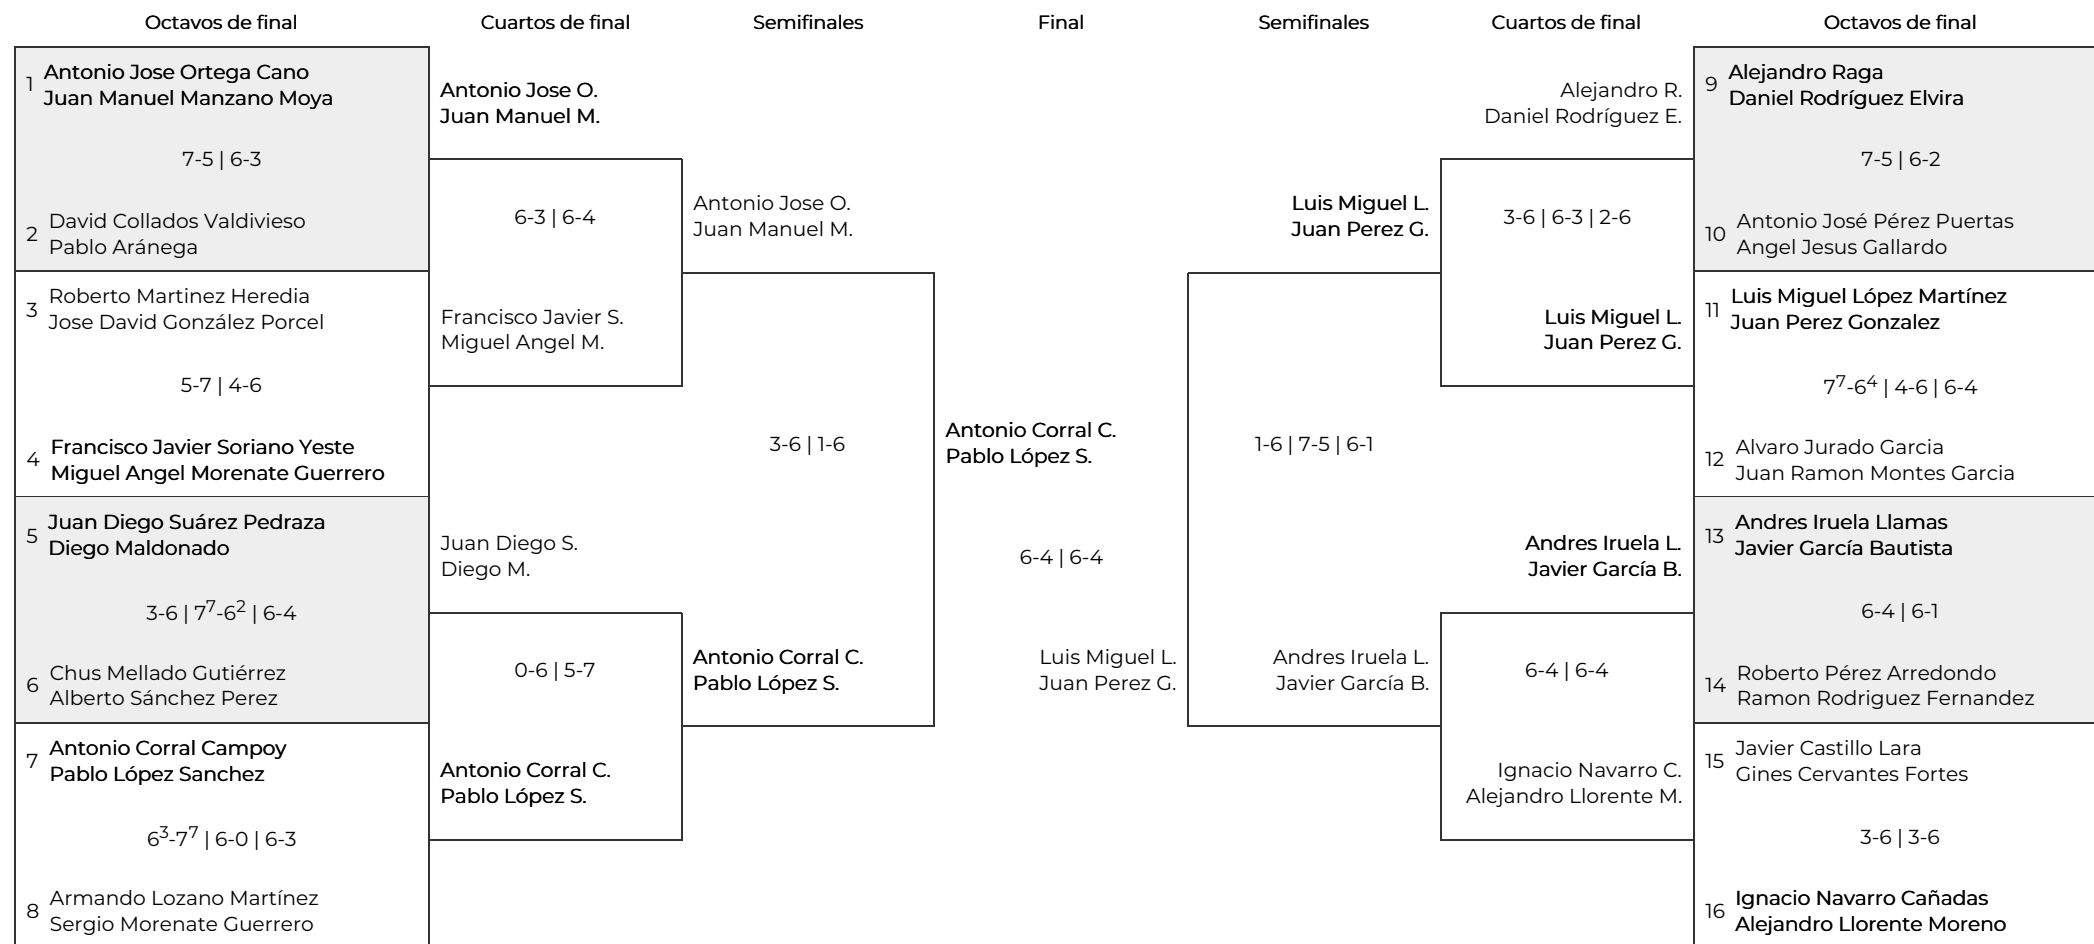 Octavos de final
Cuartos de final
Semifinales
Final
Semifinales
Cuartos de final
Octavos de final
1
Antonio Jose Ortega Cano
Juan Manuel Manzano Moya
7-5 | 6-3
2
David Collados Valdivieso
Pablo Aránega
3
Roberto Martinez Heredia
Jose David González Porcel
5-7 | 4-6
4
Francisco Javier Soriano Yeste
Miguel Angel Morenate Guerrero
5
Juan Diego Suárez Pedraza
Diego Maldonado
3-6 | 7⁷-6² | 6-4
6
Chus Mellado Gutiérrez
Alberto Sánchez Perez
7
Antonio Corral Campoy
Pablo López Sanchez
6³-7⁷ | 6-0 | 6-3
8
Armando Lozano Martínez
Sergio Morenate Guerrero
Antonio Jose O.
Juan Manuel M.
6-3 | 6-4
Francisco Javier S.
Miguel Angel M.
Juan Diego S.
Diego M.
0-6 | 5-7
Antonio Corral C.
Pablo López S.
Antonio Jose O.
Juan Manuel M.
3-6 | 1-6
Antonio Corral C.
Pablo López S.
Antonio Corral C.
Pablo López S.
6-4 | 6-4
Luis Miguel L.
Juan Perez G.
Luis Miguel L.
Juan Perez G.
1-6 | 7-5 | 6-1
Andres Iruela L.
Javier García B.
Alejandro R.
Daniel Rodríguez E.
3-6 | 6-3 | 2-6
Luis Miguel L.
Juan Perez G.
Andres Iruela L.
Javier García B.
6-4 | 6-4
Ignacio Navarro C.
Alejandro Llorente M.
9
Alejandro Raga
Daniel Rodríguez Elvira
7-5 | 6-2
10
Antonio José Pérez Puertas
Angel Jesus Gallardo
11
Luis Miguel López Martínez
Juan Perez Gonzalez
7⁷-6⁴ | 4-6 | 6-4
12
Alvaro Jurado Garcia
Juan Ramon Montes Garcia
13
Andres Iruela Llamas
Javier García Bautista
6-4 | 6-1
14
Roberto Pérez Arredondo
Ramon Rodriguez Fernandez
15
Javier Castillo Lara
Gines Cervantes Fortes
3-6 | 3-6
16
Ignacio Navarro Cañadas
Alejandro Llorente Moreno